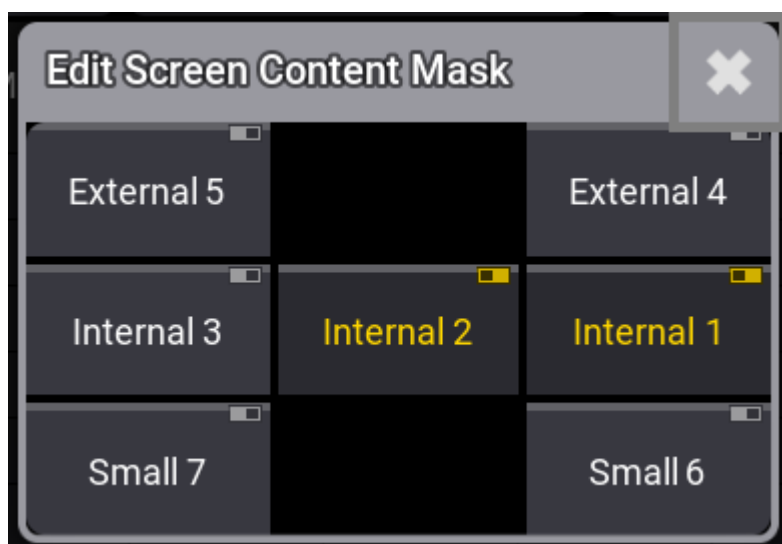 Edit Screen Content Mask
External 5
External 4
Internal 3
Internal 2
Internal 1
Small 7
Small 6